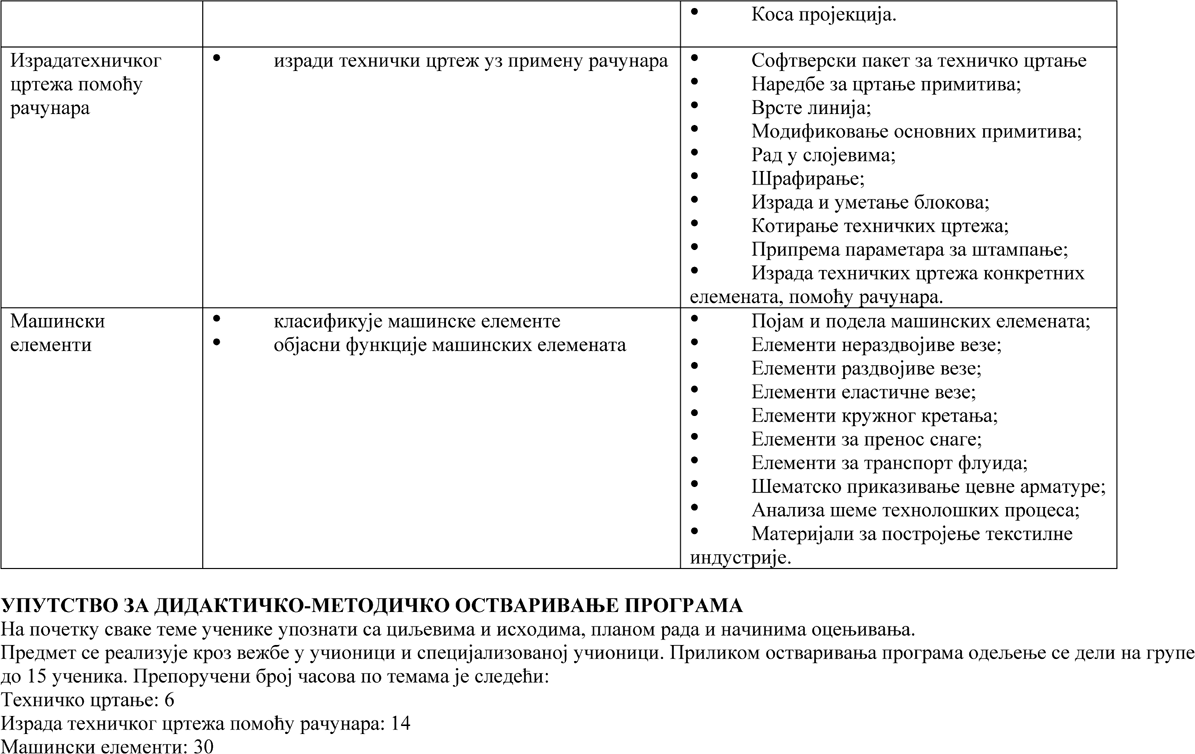 • Коса пројекција.
Израдатехничког
цртежа помоћу
рачунара
• изради технички цртеж уз примену рачунара
• Софтверски пакет за техничко цртање
• Наредбе за цртање примитива;
• Врсте линија;
• Модификовање основних примитива;
• Рад у слојевима;
• Шрафирање;
• Израда и уметање блокова;
• Котирање техничких цртежа;
• Припрема параметара за штампање;
• Израда техничких цртежа конкретних
елемената, помоћу рачунара.
Машински
елементи
• класификује машинске елементе
• објасни функције машинских елемената
• Појам и подела машинских елемената;
• Елементи нераздвојиве везе;
• Елементи раздвојиве везе;
• Елементи еластичне везе;
• Елементи кружног кретања;
• Елементи за пренос снаге;
• Елементи за транспорт флуида;
• Шематско приказивање цевне арматуре;
• Анализа шеме технолошких процеса;
• Материјали за постројење текстилне
индустрије.
УПУТСТВО ЗА ДИДАКТИЧКО-МЕТОДИЧКО ОСТВАРИВАЊЕ ПРОГРАМА
На почетку сваке теме ученике упознати са циљевима и исходима, планом рада и начинима оцењивања.
Предмет се реализује кроз вежбе у учионици и специјализованој учионици. Приликом остваривања програма одељење се дели на групе
до 15 ученика. Препоручени број часова по темама је следећи:
Техничко цртање: 6
Израда техничког цртежа помоћу рачунара: 14
Машински елементи: 30